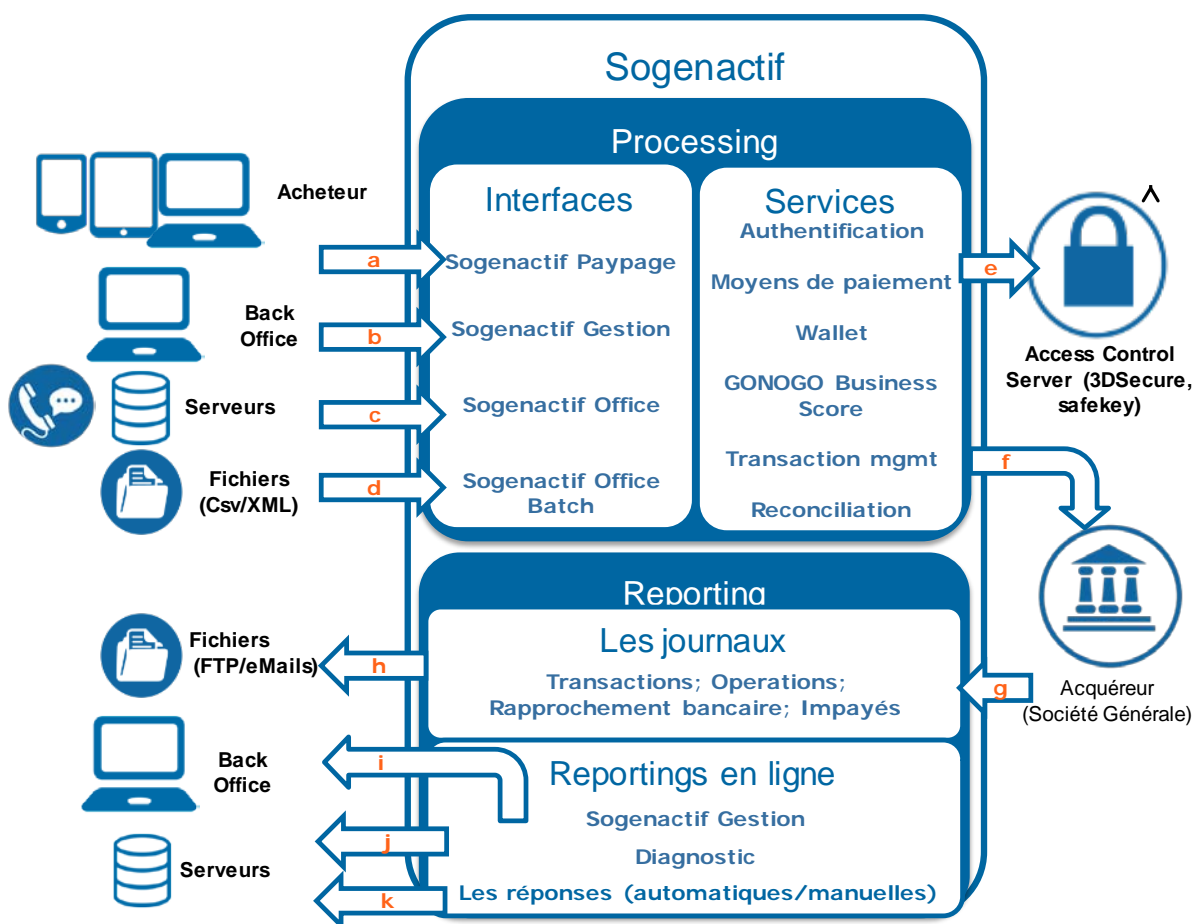 Sogenactif
Processing
Acheteur
Interfaces
Services
Authentification
a
Sogenactif Paypage
Moyens de paiement
e
Back
Office
b
Sogenactif Gestion
Wallet
Access Control
Server (3DSecure,
safekey)
GONOGO Business
Score
Serveurs
c
Sogenactif Office
Transaction mgmt
f
Fichiers
(Csv/XML)
d
Sogenactif Office
Batch
Reconciliation
Reporting
Les journaux
Fichiers
(FTP/eMails)
h
Transactions; Operations;
Rapprochement bancaire; Impayés
g
Acquéreur
(Société Générale)
Back
Office
i
Reportings en ligne
Sogenactif Gestion
j
Diagnostic
Serveurs
k
Les réponses (automatiques/manuelles)